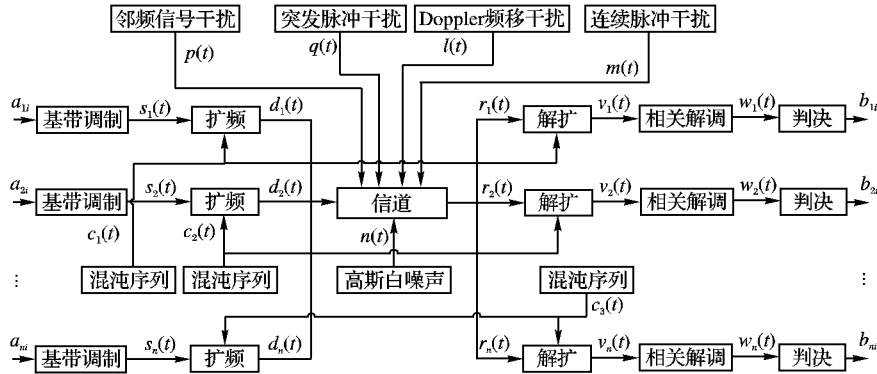 邻频信号干扰 突发脉冲干扰 Doppler频移干扰 连续脉冲干扰
p(t) q(t) l(t) m(t)
a1i 基带调制 s1(t) 扩频 d1(t) r1(t) 解扩 v1(t) 相关解调 w1(t) 判决 b1i
a2i 基带调制 s2(t) 扩频 d2(t) 信道 r2(t) 解扩 v2(t) 相关解调 w2(t) 判决 b2i
c1(t) c2(t) n(t)
⋮ 混沌序列 混沌序列 高斯白噪声 混沌序列 ⋮
c3(t)
ani 基带调制 sn(t) 扩频 dn(t) rn(t) 解扩 vn(t) 相关解调 wn(t) 判决 bni